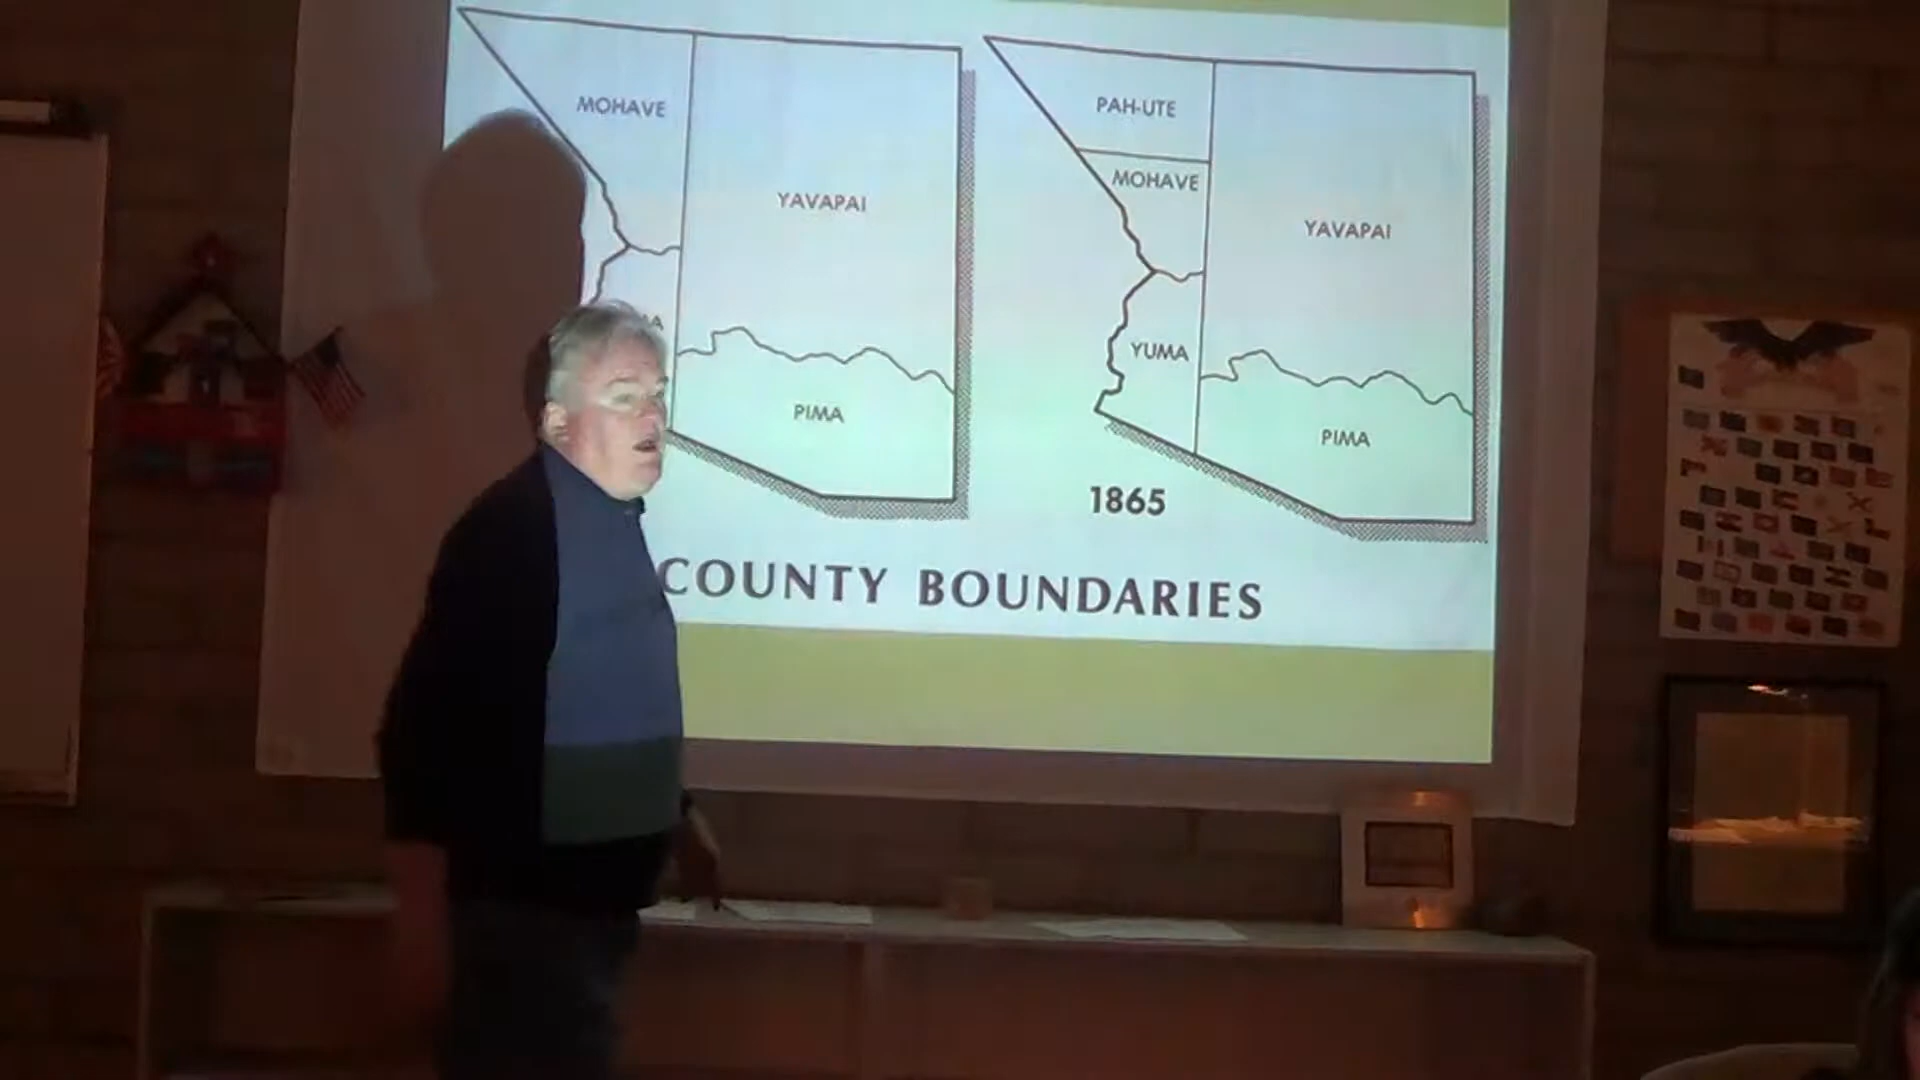 MOHAVE
YAVAPAI
PIMA
PAH-UTE
MOHAVE
YAVAPAI
YUMA
PIMA
1865
COUNTY BOUNDARIES